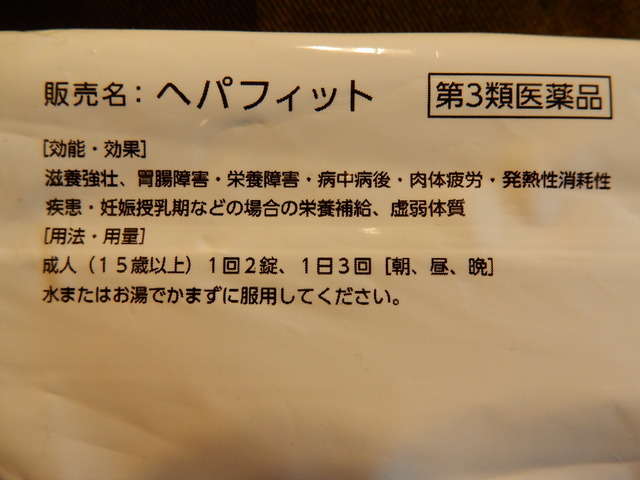 販売名：ヘパフィット 第3類医薬品
[効能・効果]
滋養強壮、胃腸障害・栄養障害・病中病後・肉体疲労・発熱性消耗性
疾患・妊娠授乳期などの場合の栄養補給、虚弱体質
[用法・用量]
成人（１５歳以上）１回２錠、１日３回［朝、昼、晩］
水またはお湯でかまずに服用してください。